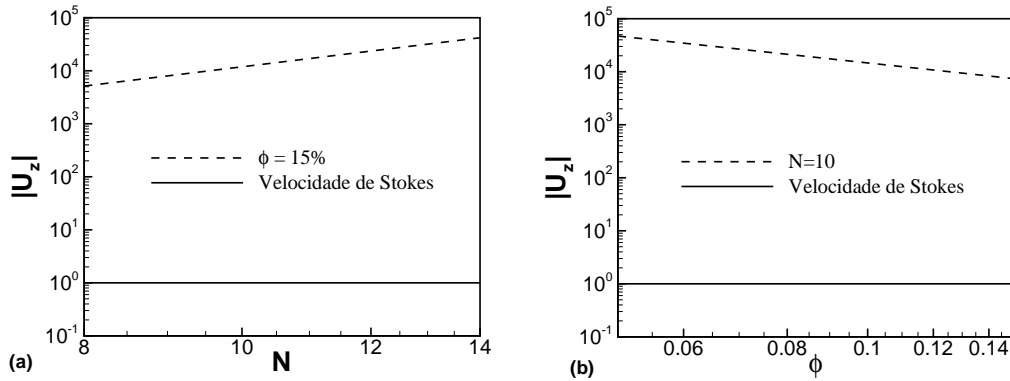 10^5
10^4
10^3
10^2
10^1
10^0
10^-1
|U_z|
ϕ = 15%
Velocidade de Stokes
8 10 12 14
N
(a)
10^5
10^4
10^3
10^2
10^1
10^0
10^-1
|U_z|
N=10
Velocidade de Stokes
0.06 0.08 0.1 0.12 0.14
ϕ
(b)